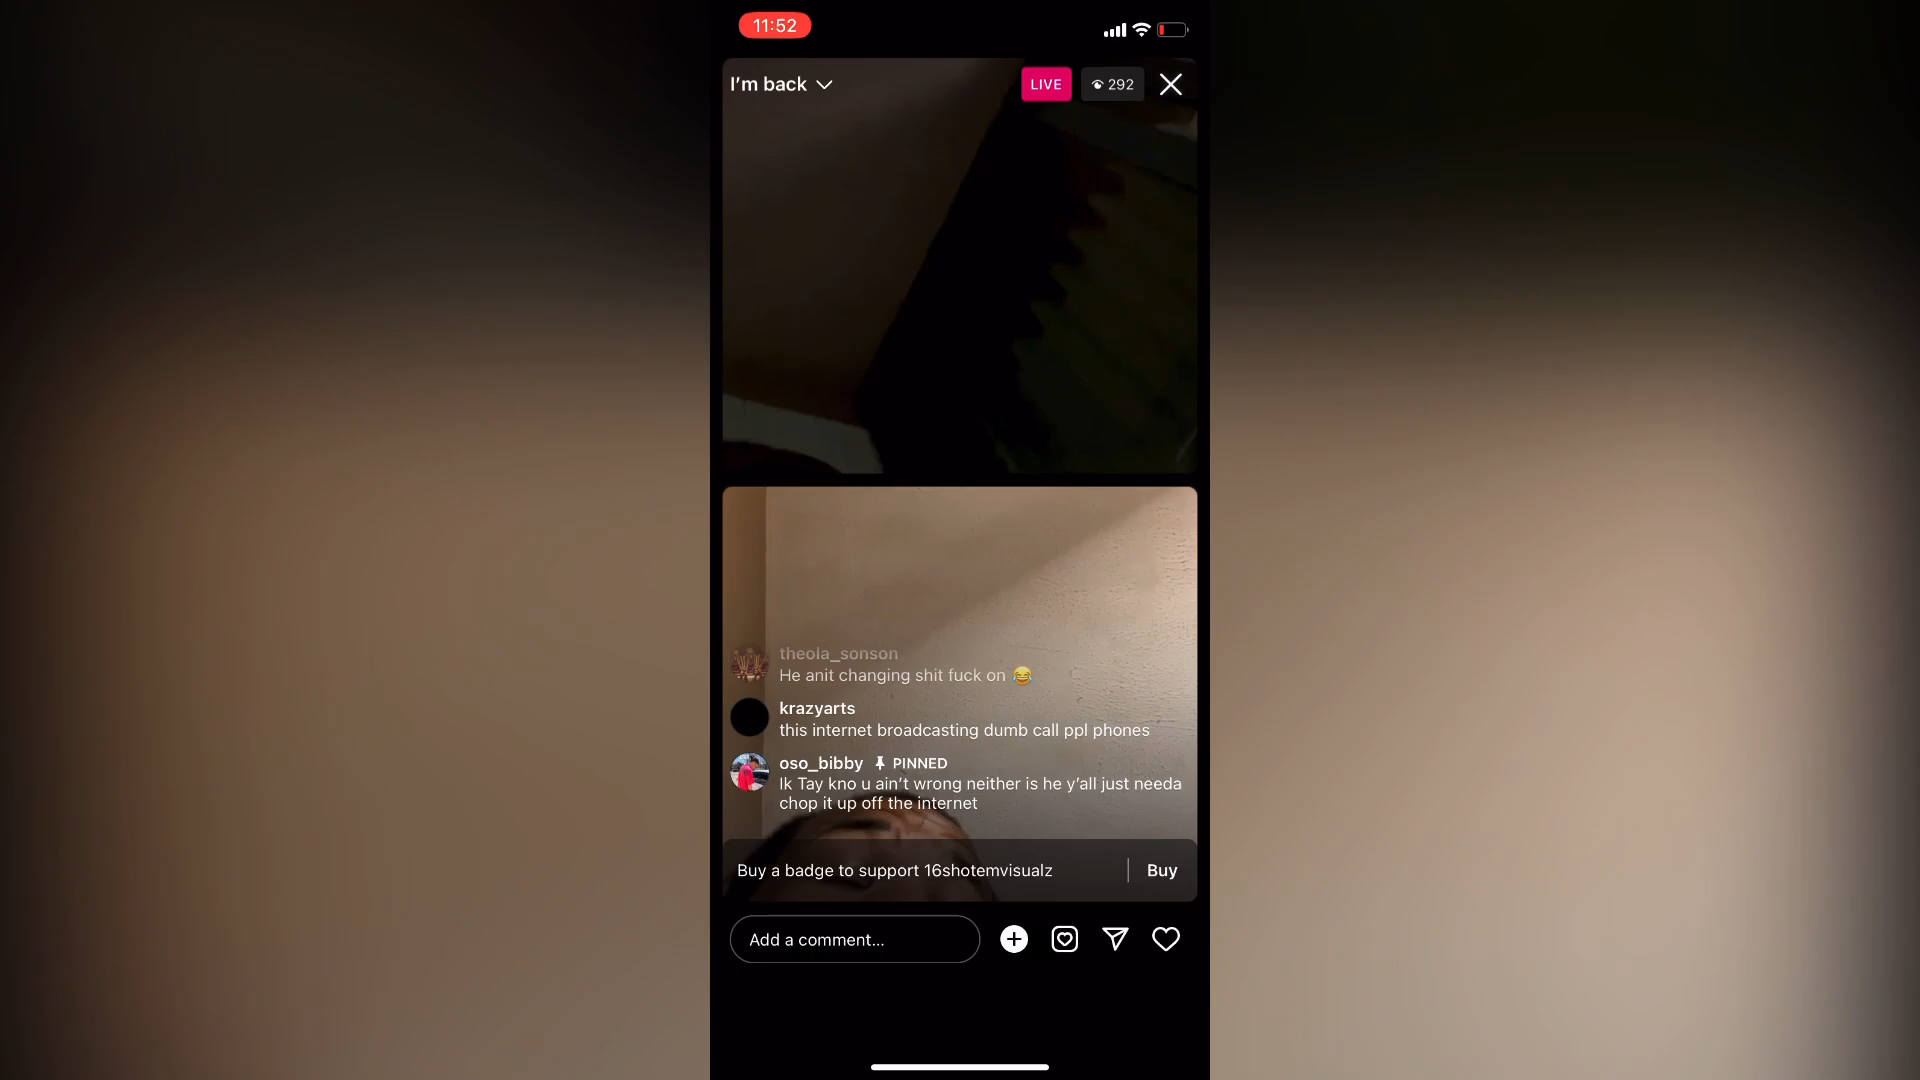 11:52
I'm back
LIVE
292
theola_sonson
He anit changing shit fuck on 😂
krazyarts
this internet broadcasting dumb call ppl phones
oso_bibby PINNED
Ik Tay kno u ain't wrong neither is he y'all just needa
chop it up off the internet
Buy a badge to support 16shotemvisualz
Buy
Add a comment...